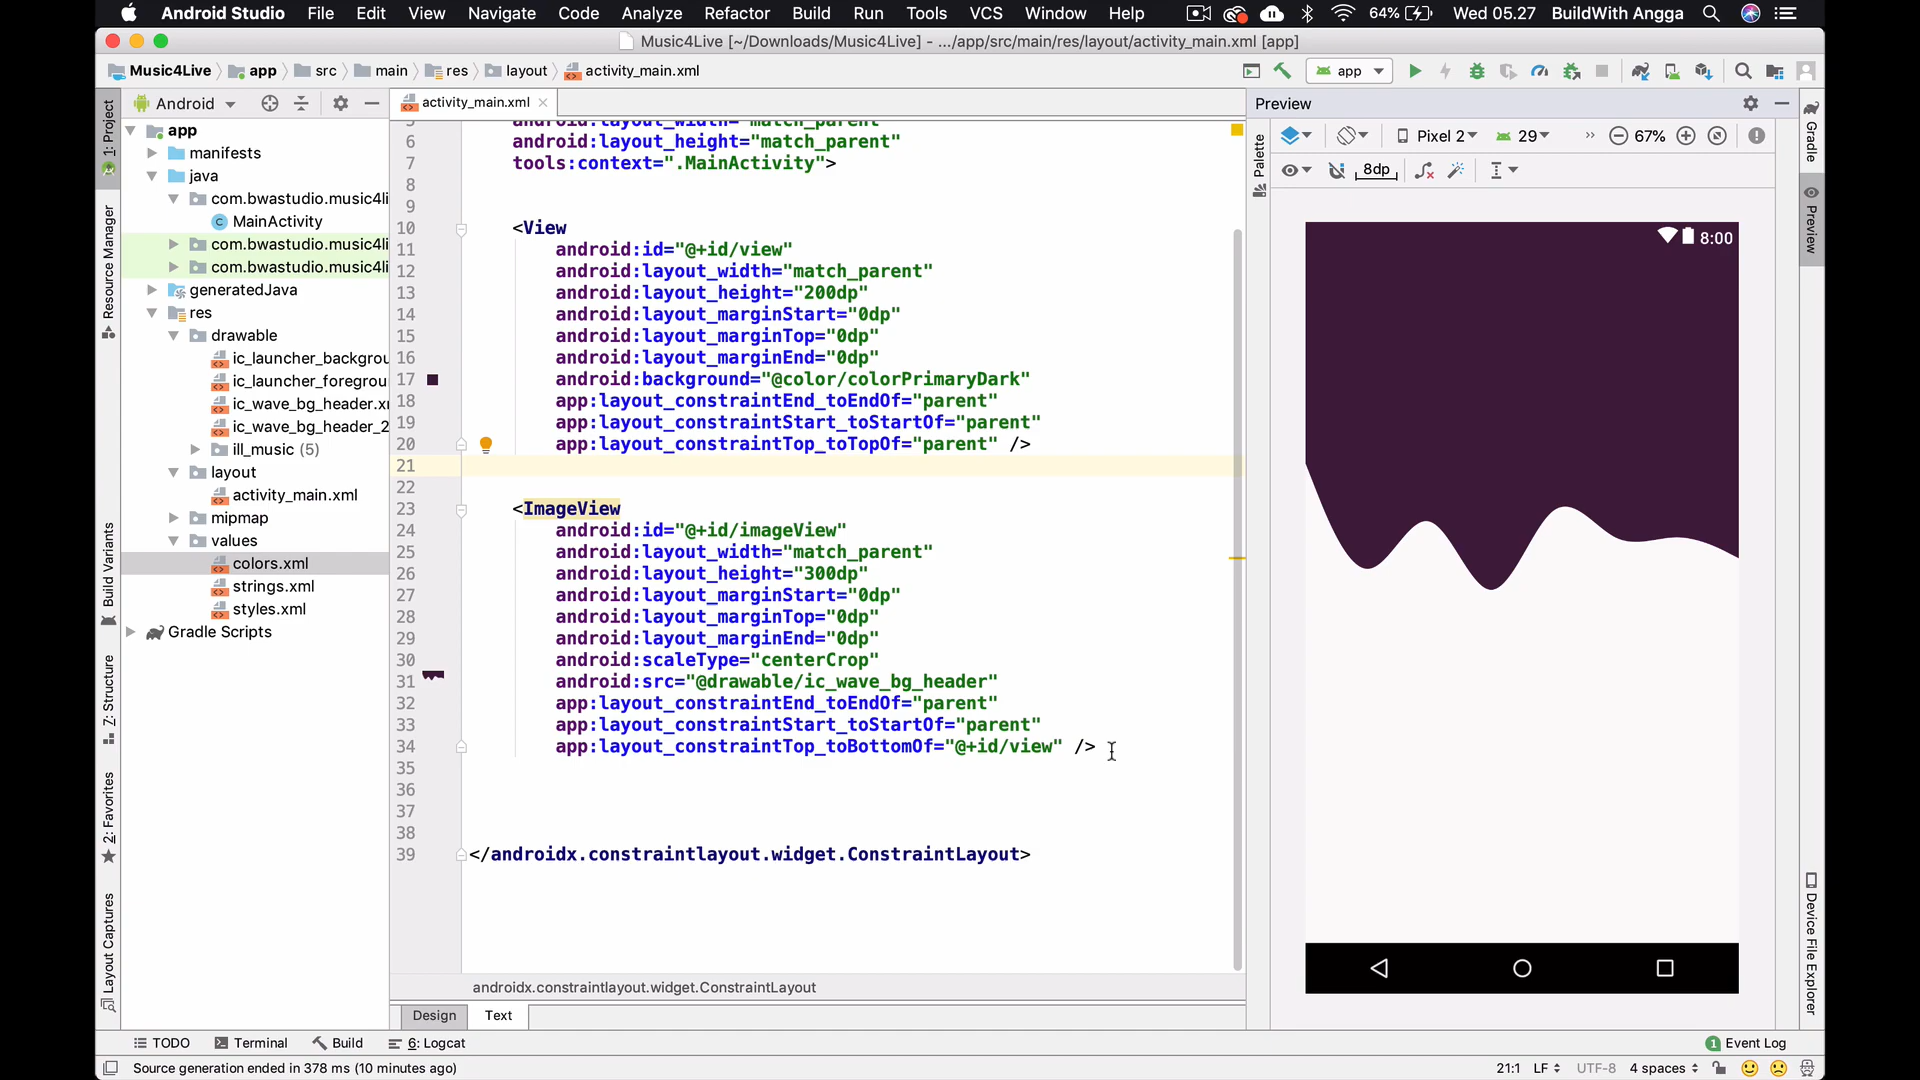 Android Studio File Edit View Navigate Code Analyze Refactor Build Run Tools VCS Window Help 64% Wed 05.27 BuildWith Angga
Music4Live [~/Downloads/Music4Live] - .../app/src/main/res/layout/activity_main.xml [app]
Music4Live app src main res layout activity_main.xml app
Android
activity_main.xml
Preview
1: Project
Resource Manager
Build Variants
7: Structure
2: Favorites
Layout Captures
app
manifests
java
com.bwastudio.music4li
MainActivity
com.bwastudio.music4li
com.bwastudio.music4li
generatedJava
res
drawable
ic_launcher_backgrou
ic_launcher_foregrou
ic_wave_bg_header.x
ic_wave_bg_header_2
ill_music (5)
layout
activity_main.xml
mipmap
values
colors.xml
strings.xml
styles.xml
Gradle Scripts
5 android:layout_width="match_parent"
6 android:layout_height="match_parent"
7 tools:context=".MainActivity">
8
9
10 <View
11 android:id="@+id/view"
12 android:layout_width="match_parent"
13 android:layout_height="200dp"
14 android:layout_marginStart="0dp"
15 android:layout_marginTop="0dp"
16 android:layout_marginEnd="0dp"
17 android:background="@color/colorPrimaryDark"
18 app:layout_constraintEnd_toEndOf="parent"
19 app:layout_constraintStart_toStartOf="parent"
20 app:layout_constraintTop_toTopOf="parent" />
21
22
23 <ImageView
24 android:id="@+id/imageView"
25 android:layout_width="match_parent"
26 android:layout_height="300dp"
27 android:layout_marginStart="0dp"
28 android:layout_marginTop="0dp"
29 android:layout_marginEnd="0dp"
30 android:scaleType="centerCrop"
31 android:src="@drawable/ic_wave_bg_header"
32 app:layout_constraintEnd_toEndOf="parent"
33 app:layout_constraintStart_toStartOf="parent"
34 app:layout_constraintTop_toBottomOf="@+id/view" />
35
36
37
38
39 </androidx.constraintlayout.widget.ConstraintLayout>
androidx.constraintlayout.widget.ConstraintLayout
Design Text
Palette
Pixel 2 29 >> 67%
8dp
8:00
Gradle
Preview
Device File Explorer
TODO Terminal Build 6: Logcat 1 Event Log
Source generation ended in 378 ms (10 minutes ago) 21:1 LF UTF-8 4 spaces